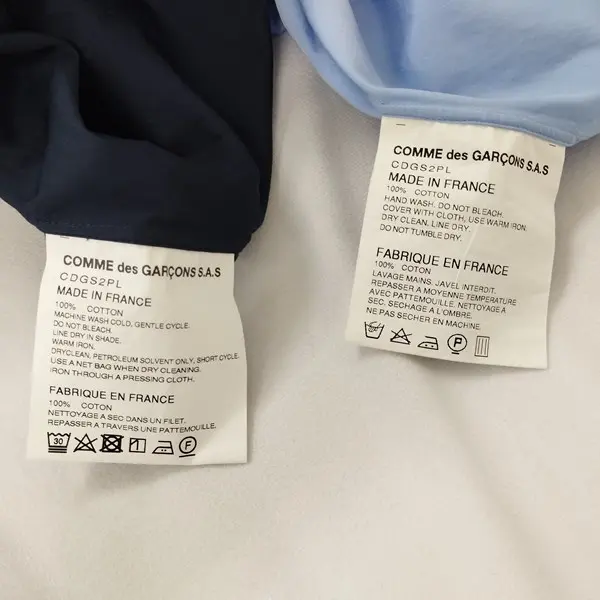 COMME des GARÇONS S.A.S
CDGS2PL
MADE IN FRANCE
100% COTTON
MACHINE WASH COLD, GENTLE CYCLE.
DO NOT BLEACH.
LINE DRY IN SHADE.
WARM IRON.
DRYCLEAN, PETROLEUM SOLVENT ONLY, SHORT CYCLE.
USE A NET BAG WHEN DRY CLEANING.
IRON THROUGH A PRESSING CLOTH.
FABRIQUE EN FRANCE
100% COTON
NETTOYAGE A SEC DANS UN FILET.
REPASSER A TRAVERS UNE PATTEMOUILLE.
30
F
COMME des GARÇONS S.A.S
CDGS2PL
MADE IN FRANCE
100% COTTON
HAND WASH. DO NOT BLEACH.
COVER WITH CLOTH, USE WARM IRON.
DRY CLEAN. LINE DRY.
DO NOT TUMBLE DRY.
FABRIQUE EN FRANCE
100% COTON
LAVAGE MAINS, JAVEL INTERDIT.
REPASSER A MOYENNE TEMPERATURE
AVEC PATTEMOUILLE. NETTOYAGE A
SEC, SECHAGE A L'OMBRE.
NE PAS SECHER EN MACHINE.
P